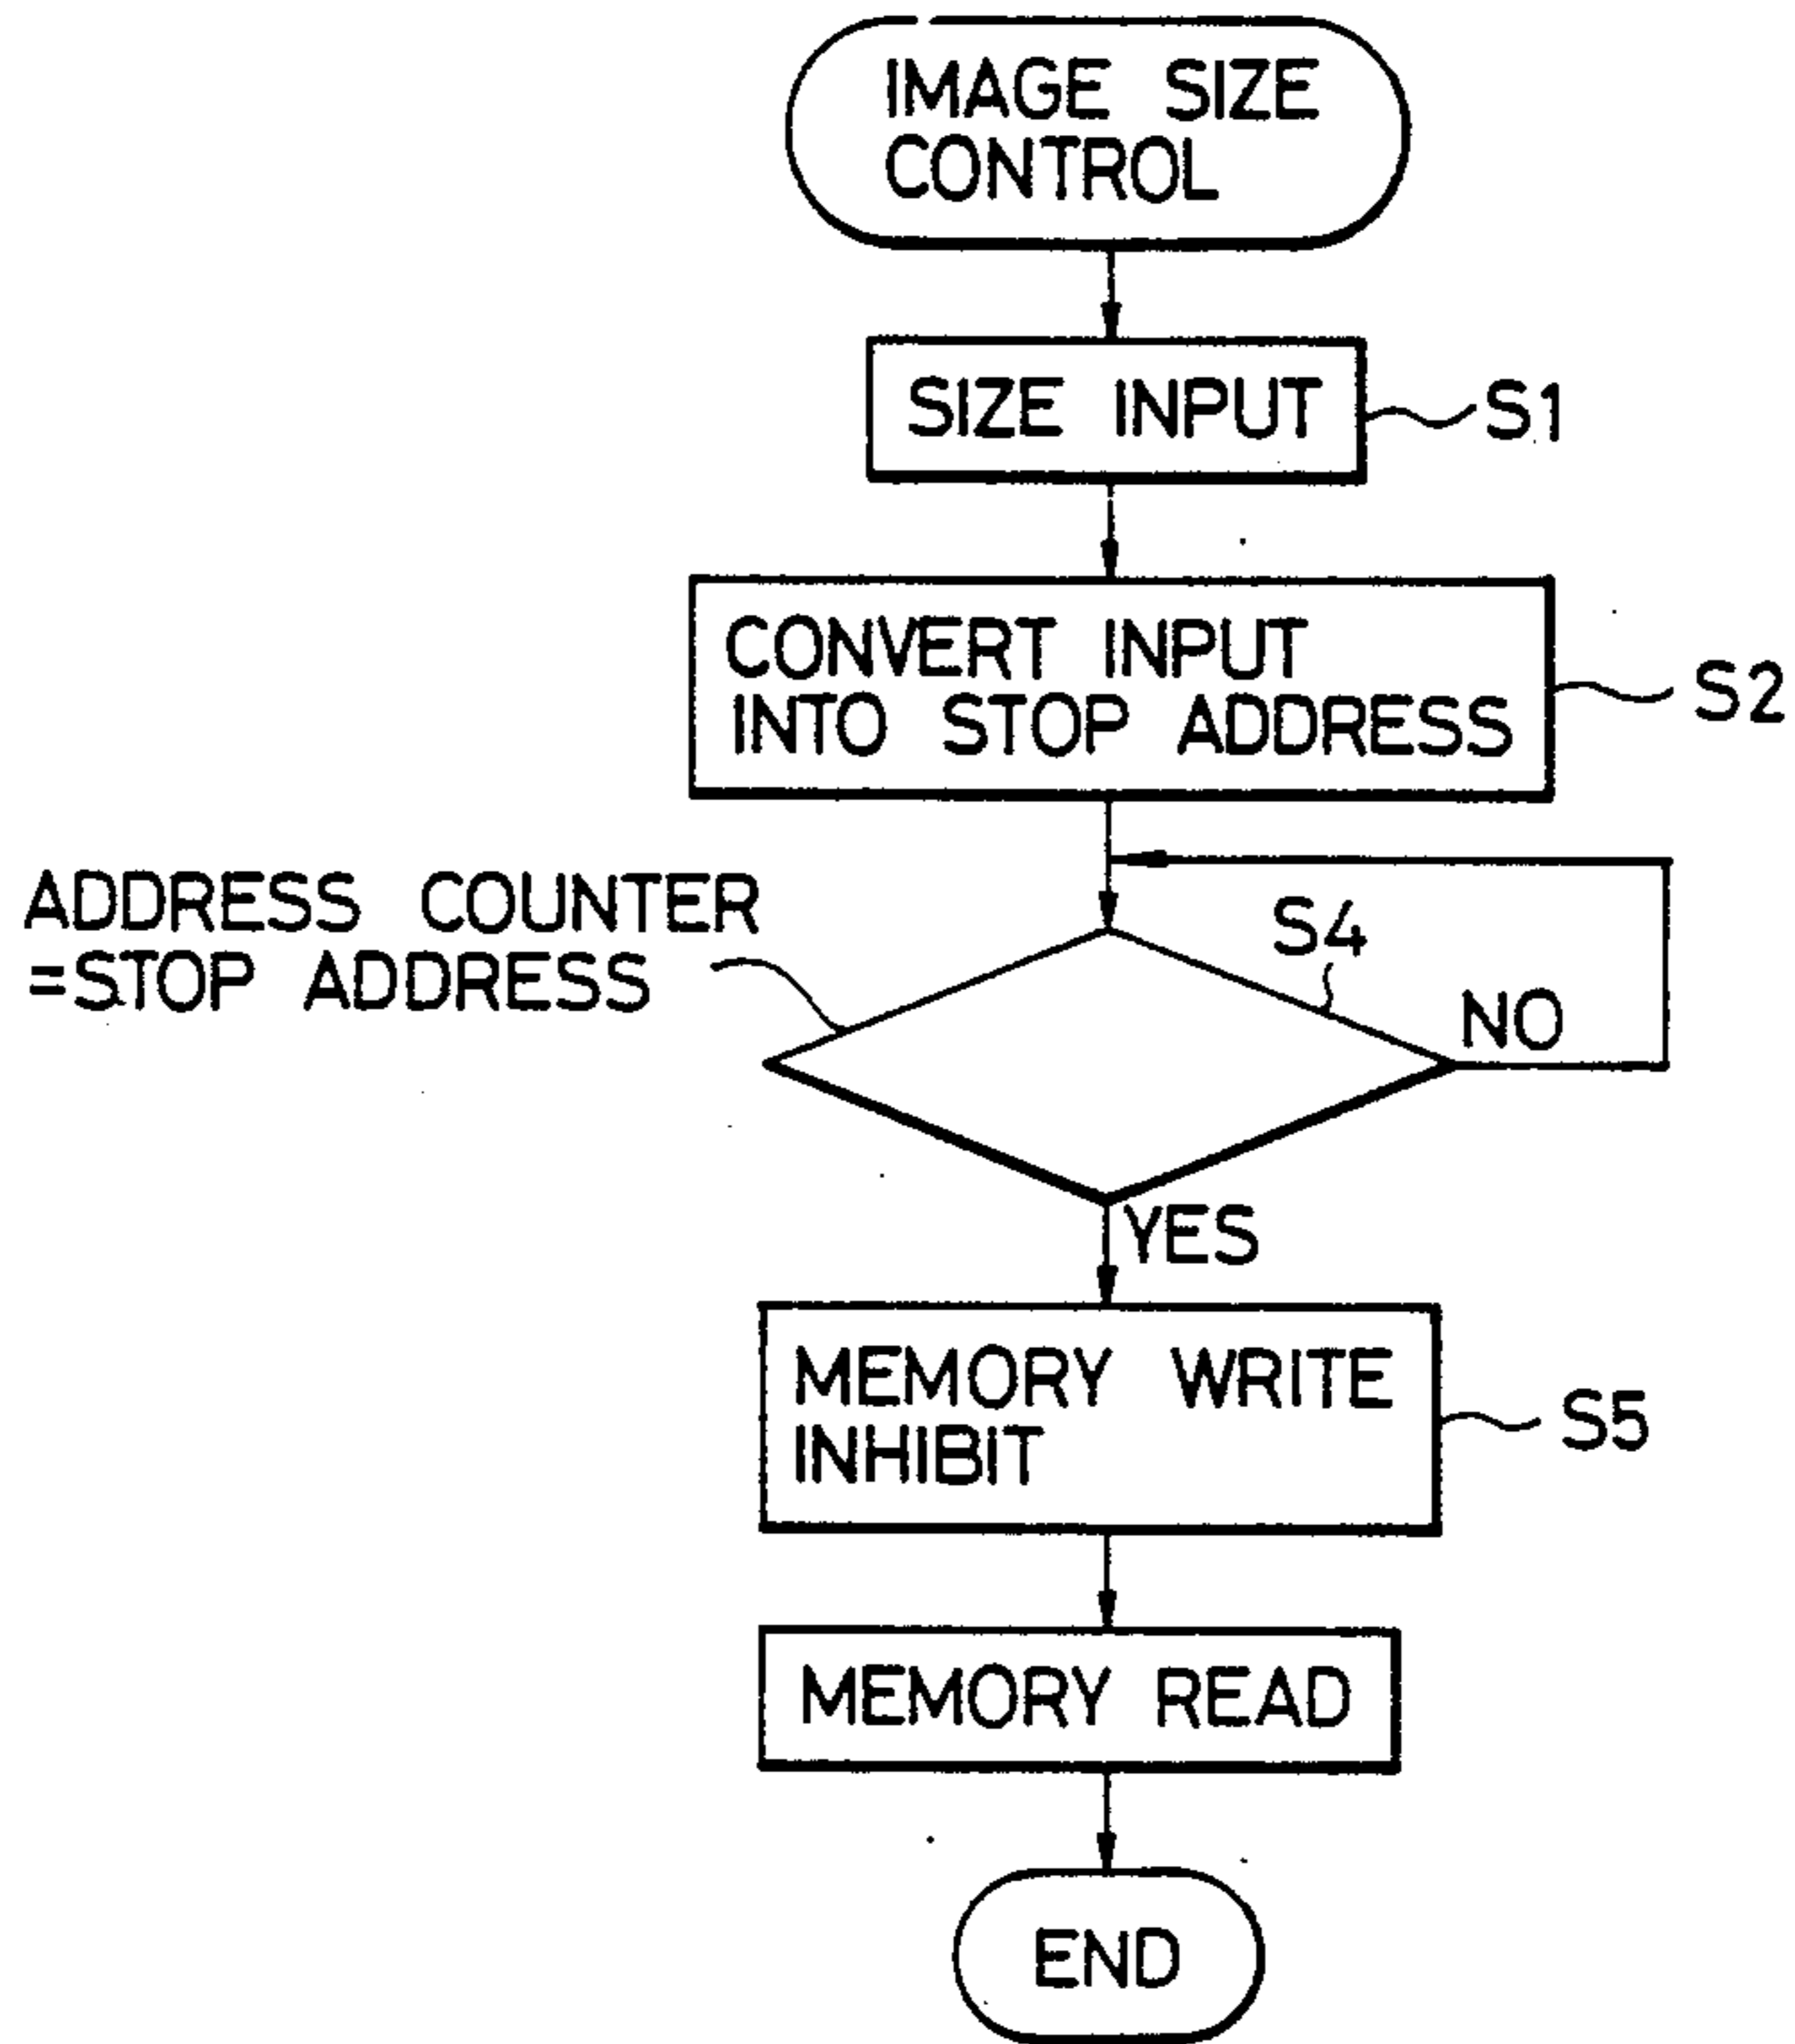 IMAGE SIZE
CONTROL
SIZE INPUT
S1
CONVERT INPUT
INTO STOP ADDRESS
S2
ADDRESS COUNTER
=STOP ADDRESS
S4
NO
YES
MEMORY WRITE
INHIBIT
S5
MEMORY READ
END